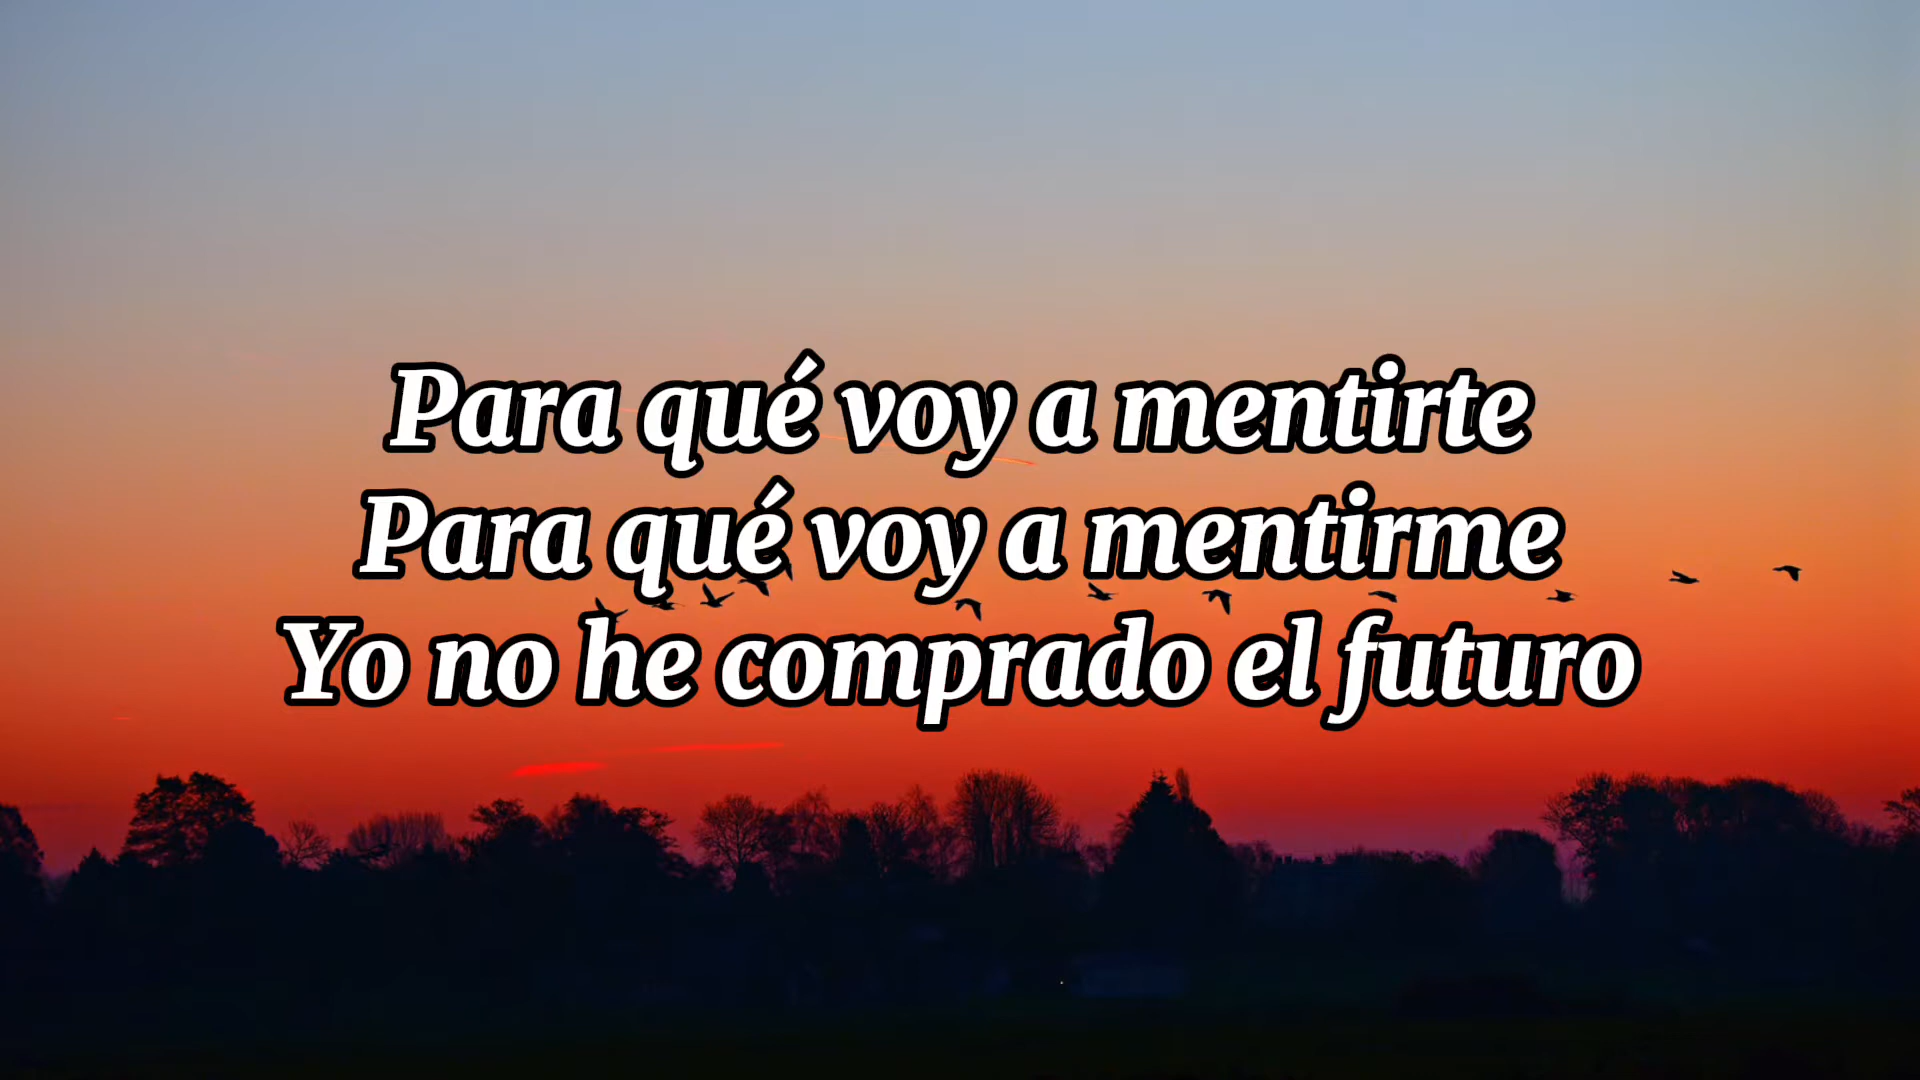 Para qué voy a mentirte
Para qué voy a mentirme
Yo no he comprado el futuro